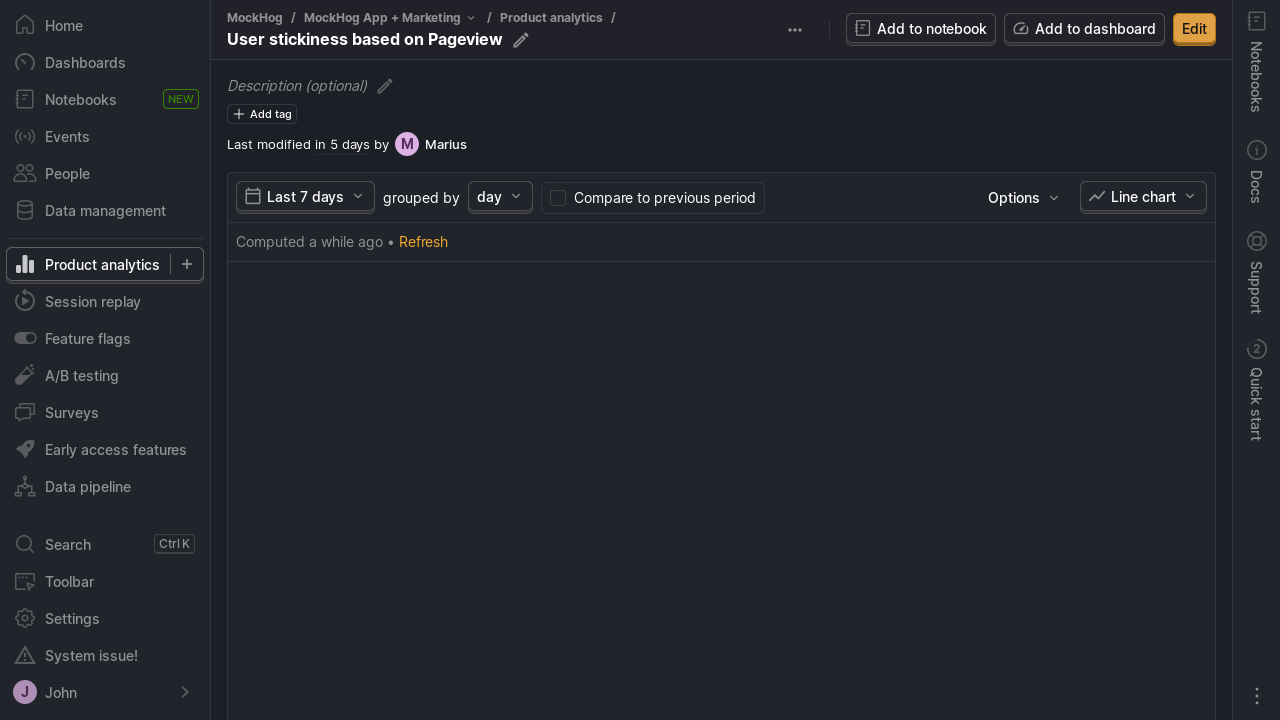 Home
Dashboards
Notebooks NEW
Events
People
Data management
Product analytics
Session replay
Feature flags
A/B testing
Surveys
Early access features
Data pipeline
Search Ctrl K
Toolbar
Settings
System issue!
J John
MockHog / MockHog App + Marketing / Product analytics /
User stickiness based on Pageview
Add to notebook
Add to dashboard
Edit
Description (optional)
Add tag
Last modified in 5 days by M Marius
Last 7 days grouped by day Compare to previous period Options Line chart
Computed a while ago • Refresh
Notebooks
Docs
Support
2 Quick start